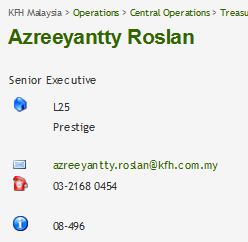 KFH Malaysia > Operations > Central Operations > Treasu
Azreeyantty Roslan
Senior Executive
L25
Prestige
azreeyantty.roslan@kfh.com.my
03-2168 0454
08-496